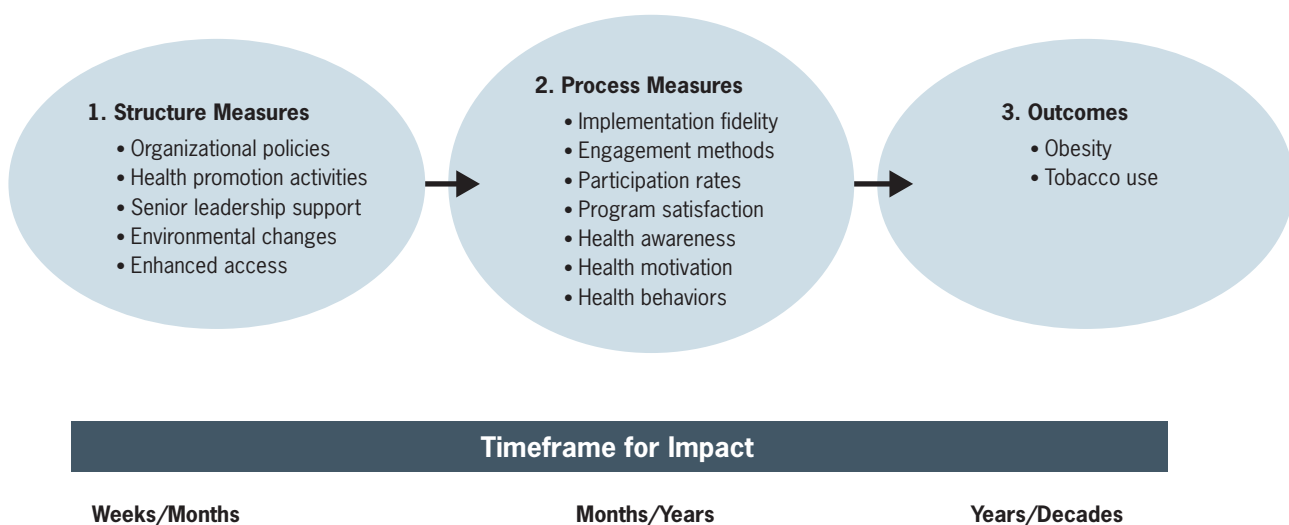 1. Structure Measures
• Organizational policies
• Health promotion activities
• Senior leadership support
• Environmental changes
• Enhanced access
2. Process Measures
• Implementation fidelity
• Engagement methods
• Participation rates
• Program satisfaction
• Health awareness
• Health motivation
• Health behaviors
3. Outcomes
• Obesity
• Tobacco use
Timeframe for Impact
Weeks/Months
Months/Years
Years/Decades